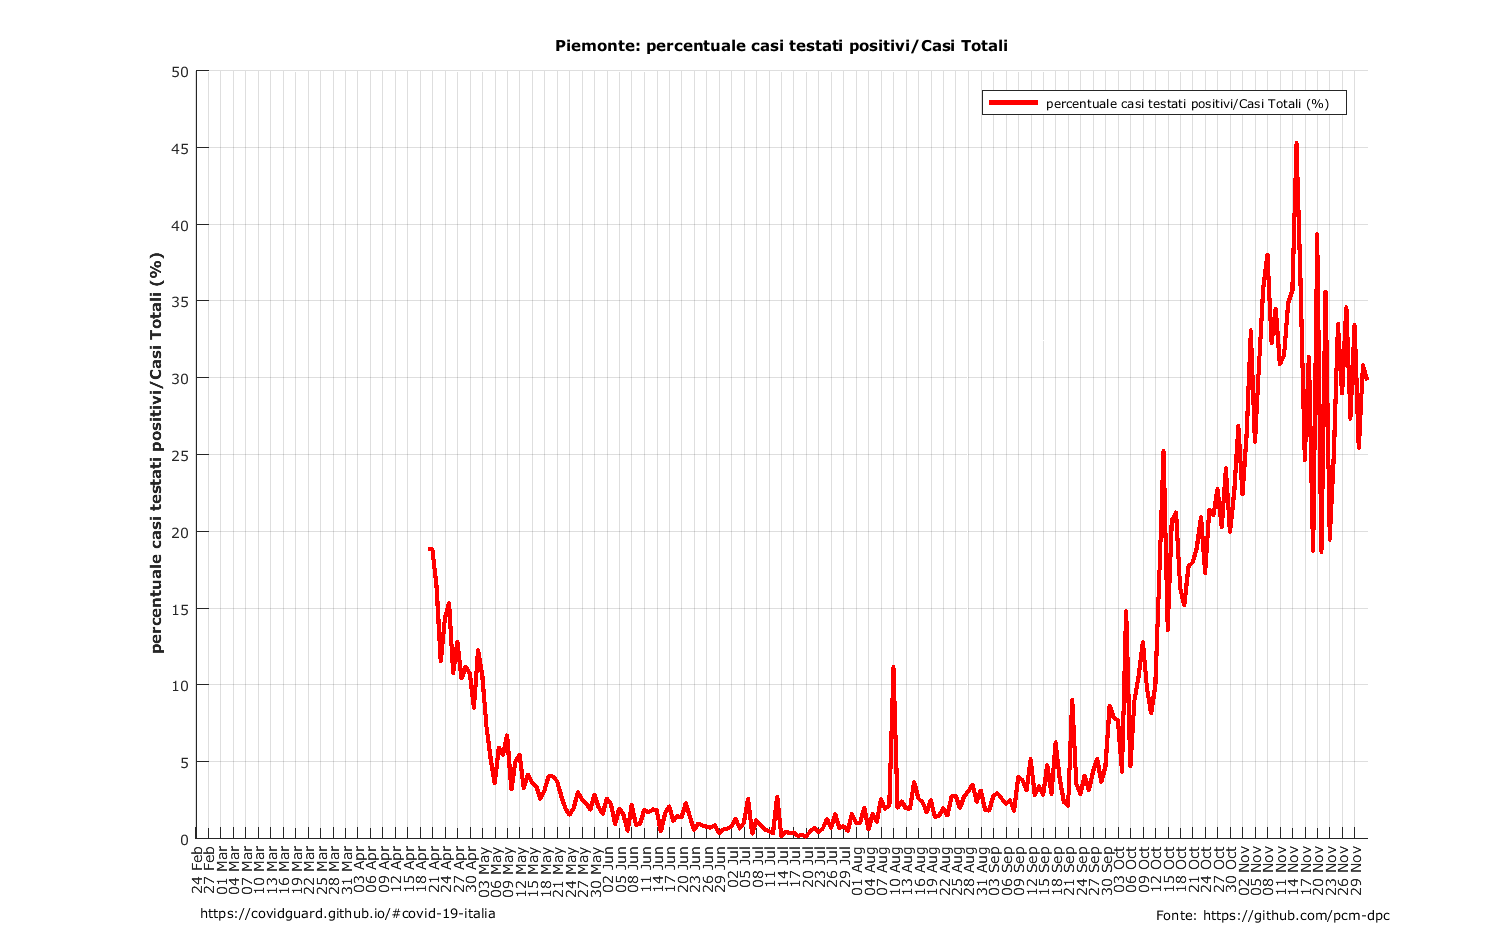 Piemonte: percentuale casi testati positivi/Casi Totali
percentuale casi testati positivi/Casi Totali (%)
percentuale casi testati positivi/Casi Totali (%)
50
45
40
35
30
25
20
15
10
5
0
24 Feb
27 Feb
01 Mar
04 Mar
07 Mar
10 Mar
13 Mar
16 Mar
19 Mar
22 Mar
25 Mar
28 Mar
31 Mar
03 Apr
06 Apr
09 Apr
12 Apr
15 Apr
18 Apr
21 Apr
24 Apr
27 Apr
30 Apr
03 May
06 May
09 May
12 May
15 May
18 May
21 May
24 May
27 May
30 May
02 Jun
05 Jun
08 Jun
11 Jun
14 Jun
17 Jun
20 Jun
23 Jun
26 Jun
29 Jun
02 Jul
05 Jul
08 Jul
11 Jul
14 Jul
17 Jul
20 Jul
23 Jul
26 Jul
29 Jul
01 Aug
04 Aug
07 Aug
10 Aug
13 Aug
16 Aug
19 Aug
22 Aug
25 Aug
28 Aug
31 Aug
03 Sep
06 Sep
09 Sep
12 Sep
15 Sep
18 Sep
21 Sep
24 Sep
27 Sep
30 Sep
03 Oct
06 Oct
09 Oct
12 Oct
15 Oct
18 Oct
21 Oct
24 Oct
27 Oct
30 Oct
02 Nov
05 Nov
08 Nov
11 Nov
14 Nov
17 Nov
20 Nov
23 Nov
26 Nov
29 Nov
https://covidguard.github.io/#covid-19-italia
Fonte: https://github.com/pcm-dpc